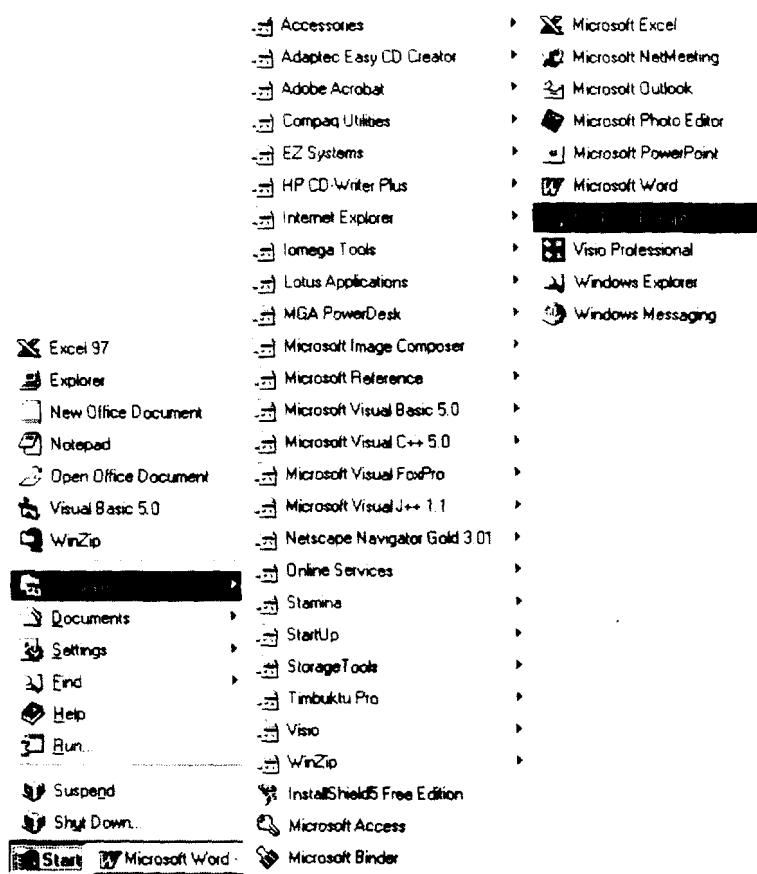 Excel 97
Explorer
New Office Document
Notepad
Open Office Document
Visual Basic 5.0
WinZip
Documents
Settings
Find
Help
Run...
Suspend
Shut Down...
Start
Microsoft Word -
Accessories
Adaptec Easy CD Creator
Adobe Acrobat
Compaq Utilities
EZ Systems
HP CD-Writer Plus
Internet Explorer
Iomega Tools
Lotus Applications
MGA PowerDesk
Microsoft Image Composer
Microsoft Reference
Microsoft Visual Basic 5.0
Microsoft Visual C++ 5.0
Microsoft Visual FoxPro
Microsoft Visual J++ 1.1
Netscape Navigator Gold 3.01
Online Services
Stamina
StartUp
StorageTools
Timbuktu Pro
Visio
WinZip
InstallShield5 Free Edition
Microsoft Access
Microsoft Binder
Microsoft Excel
Microsoft NetMeeting
Microsoft Outlook
Microsoft Photo Editor
Microsoft PowerPoint
Microsoft Word
Visio Professional
Windows Explorer
Windows Messaging